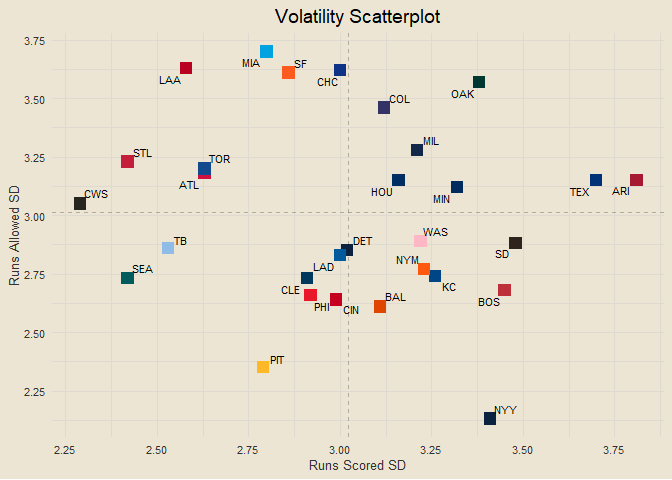 Volatility Scatterplot
3.75
MIA
SF
LAA
CHC
3.50
COL
OAK
MIL
3.25
STL
TOR
ATL
HOU
MIN
TEX
ARI
CWS
3.00
TB
DET
WAS
SD
2.75
SEA
LAD
NYM
KC
CLE
BOS
PHI
CIN
BAL
2.50
PIT
2.25
NYY
Runs Allowed SD
2.25
2.50
2.75
3.00
3.25
3.50
3.75
Runs Scored SD